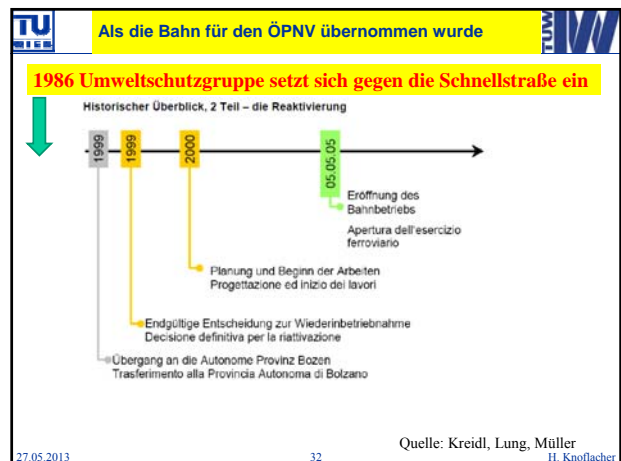 TU
WIEN
Als die Bahn für den ÖPNV übernommen wurde
TUW
1986 Umweltschutzgruppe setzt sich gegen die Schnellstraße ein
Historischer Überblick, 2 Teil – die Reaktivierung
1999
1999
2000
05.05.05
Eröffnung des
Bahnbetriebs
Apertura dell'esercizio
ferroviario
Planung und Beginn der Arbeiten
Progettazione ed inizio dei lavori
Endgültige Entscheidung zur Wiederinbetriebnahme
Decisione definitiva per la riattivazione
Übergang an die Autonome Provinz Bozen
Trasferimento alla Provincia Autonoma di Bolzano
Quelle: Kreidl, Lung, Müller
27.05.2013
32
H. Knoflacher